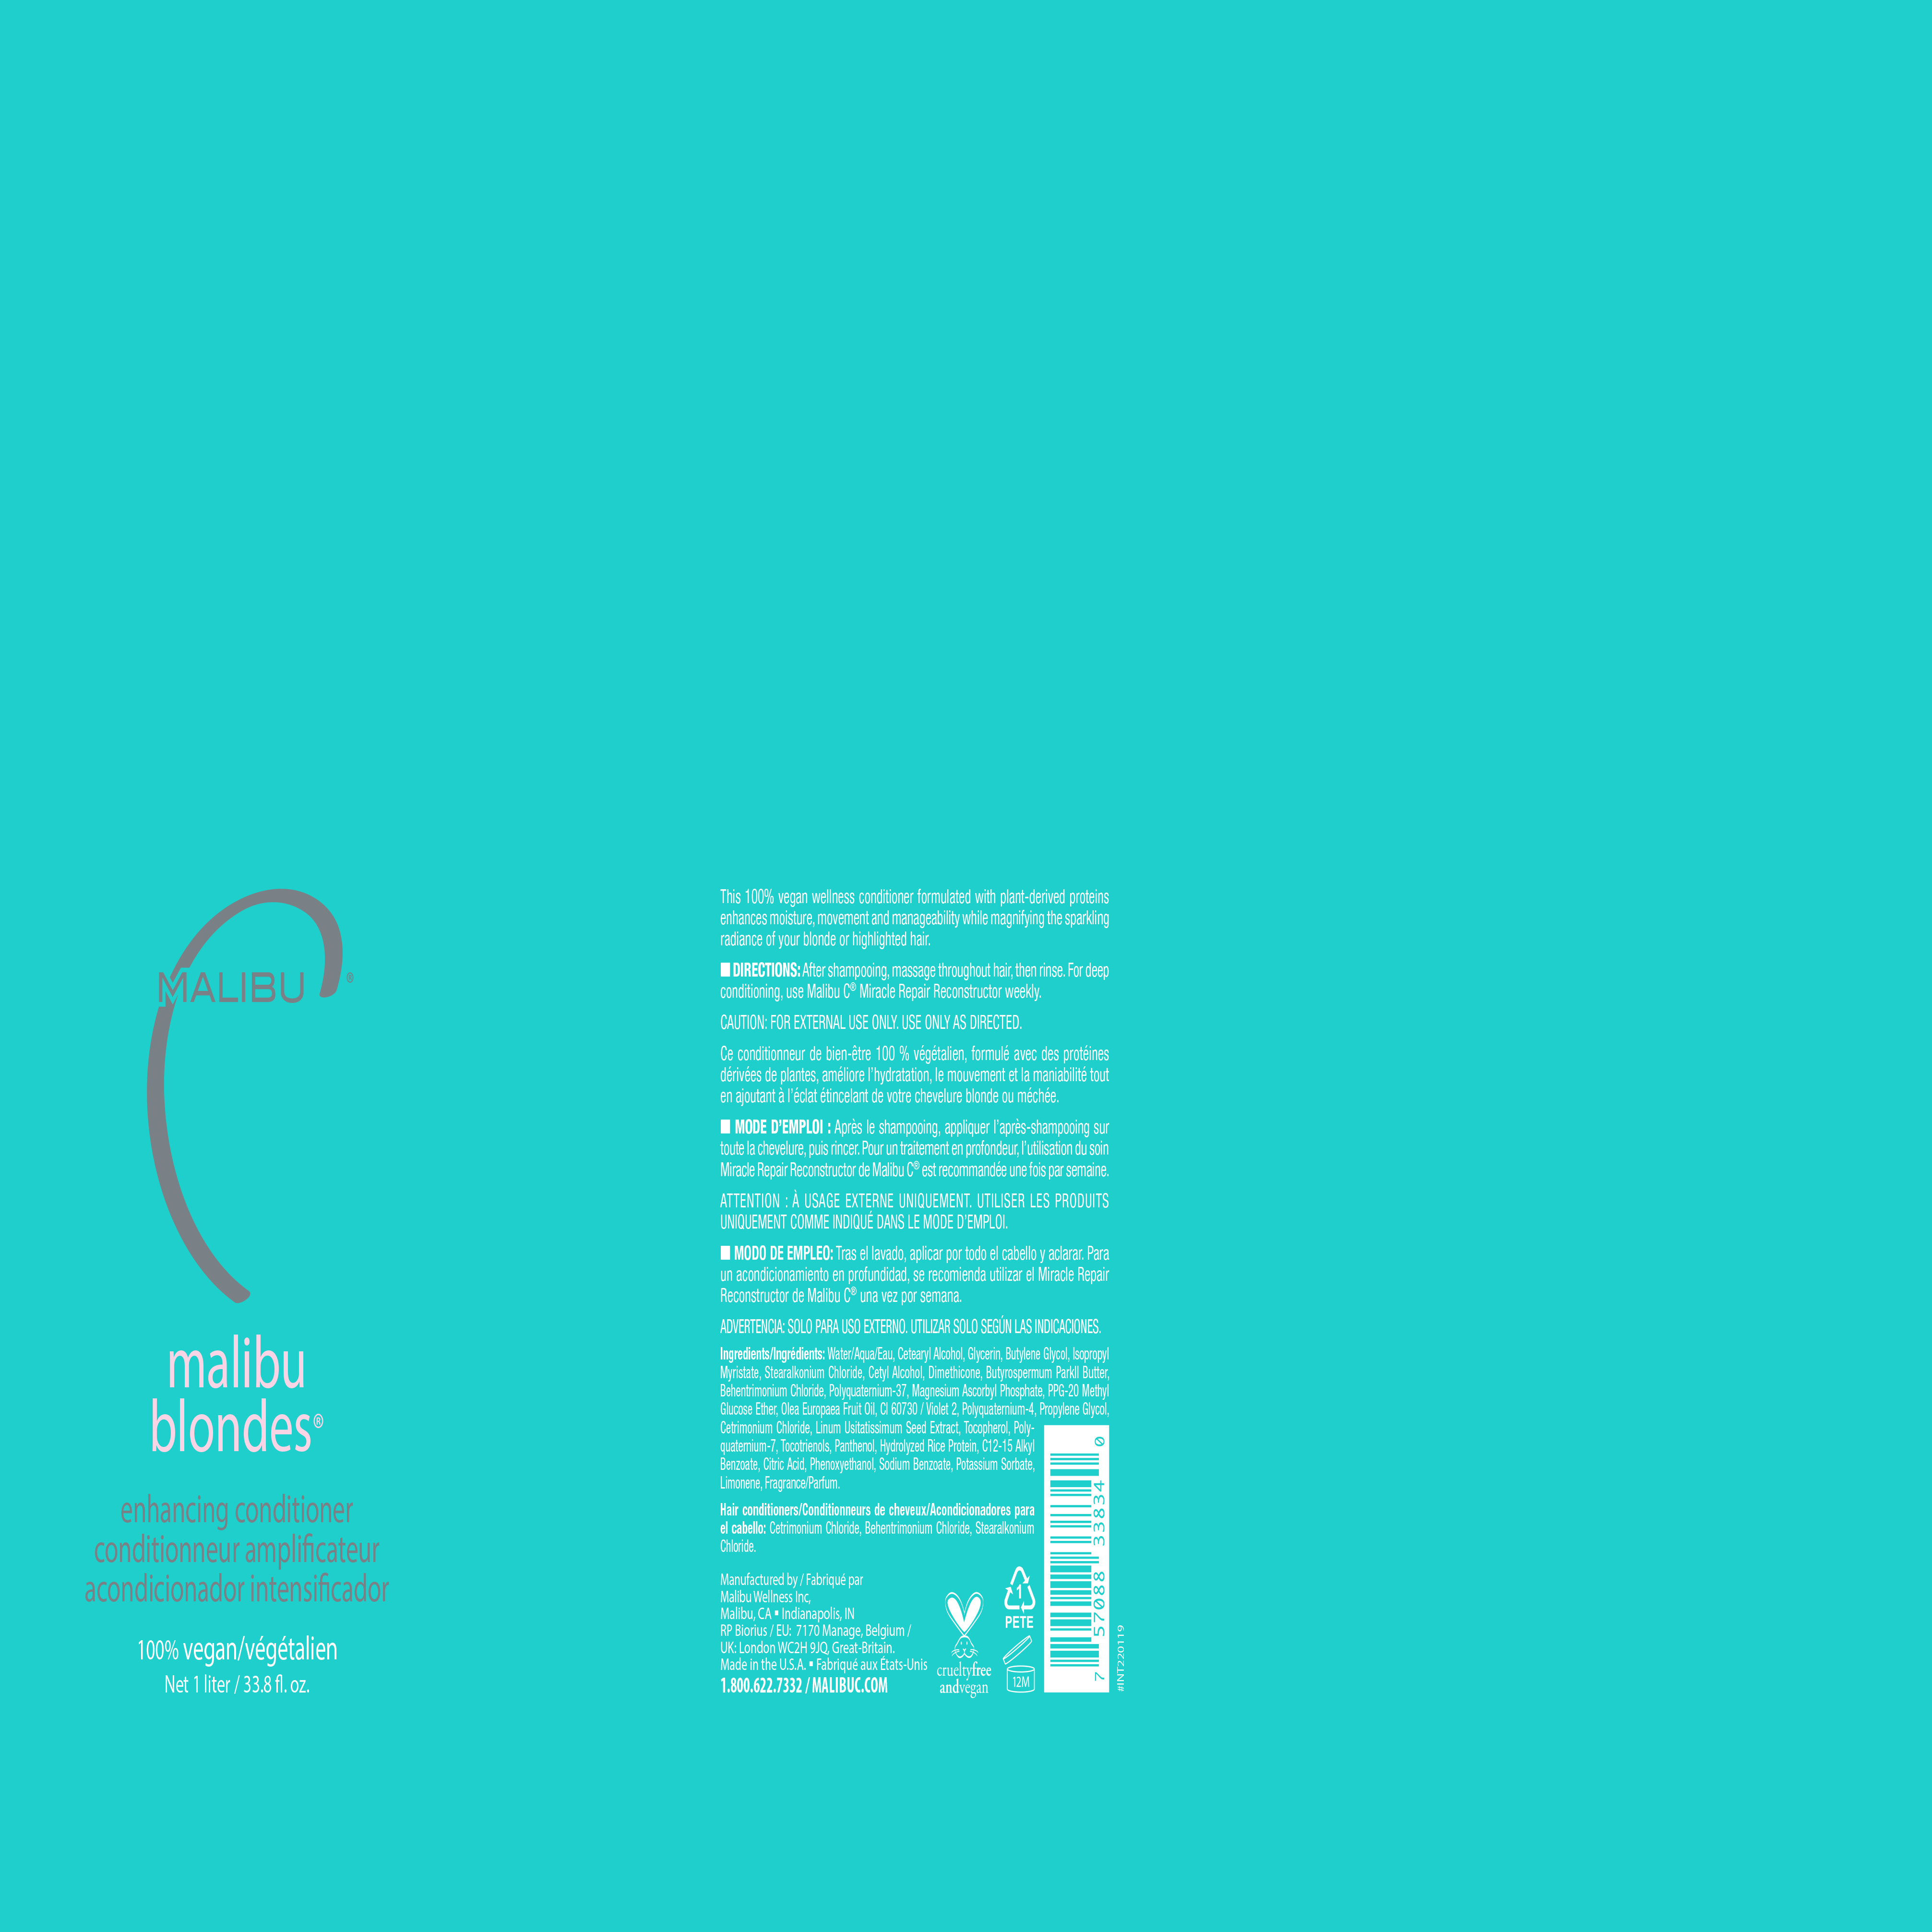 MALIBU®
malibu
blondes®
enhancing conditioner
conditionneur amplificateur
acondicionador intensificador
100% vegan/végétalien
Net 1 liter / 33.8 fl. oz.
This 100% vegan wellness conditioner formulated with plant-derived proteins
enhances moisture, movement and manageability while magnifying the sparkling
radiance of your blonde or highlighted hair.
■ DIRECTIONS: After shampooing, massage throughout hair, then rinse. For deep
conditioning, use Malibu C® Miracle Repair Reconstructor weekly.
CAUTION: FOR EXTERNAL USE ONLY. USE ONLY AS DIRECTED.
Ce conditionneur de bien-être 100 % végétalien, formulé avec des protéines
dérivées de plantes, améliore l'hydratation, le mouvement et la maniabilité tout
en ajoutant à l'éclat étincelant de votre chevelure blonde ou méchée.
■ MODE D'EMPLOI : Après le shampooing, appliquer l'après-shampooing sur
toute la chevelure, puis rincer. Pour un traitement en profondeur, l'utilisation du soin
Miracle Repair Reconstructor de Malibu C® est recommandée une fois par semaine.
ATTENTION : À USAGE EXTERNE UNIQUEMENT. UTILISER LES PRODUITS
UNIQUEMENT COMME INDIQUÉ DANS LE MODE D'EMPLOI.
■ MODO DE EMPLEO: Tras el lavado, aplicar por todo el cabello y aclarar. Para
un acondicionamiento en profundidad, se recomienda utilizar el Miracle Repair
Reconstructor de Malibu C® una vez por semana.
ADVERTENCIA: SOLO PARA USO EXTERNO. UTILIZAR SOLO SEGÚN LAS INDICACIONES.
Ingredients/Ingrédients: Water/Aqua/Eau, Cetearyl Alcohol, Glycerin, Butylene Glycol, Isopropyl
Myristate, Stearalkonium Chloride, Cetyl Alcohol, Dimethicone, Butyrospermum Parkll Butter,
Behentrimonium Chloride, Polyquaternium-37, Magnesium Ascorbyl Phosphate, PPG-20 Methyl
Glucose Ether, Olea Europaea Fruit Oil, CI 60730 / Violet 2, Polyquaternium-4, Propylene Glycol,
Cetrimonium Chloride, Linum Usitatissimum Seed Extract, Tocopherol, Poly-
quaternium-7, Tocotrienols, Panthenol, Hydrolyzed Rice Protein, C12-15 Alkyl
Benzoate, Citric Acid, Phenoxyethanol, Sodium Benzoate, Potassium Sorbate,
Limonene, Fragrance/Parfum.
Hair conditioners/Conditionneurs de cheveux/Acondicionadores para
el cabello: Cetrimonium Chloride, Behentrimonium Chloride, Stearalkonium
Chloride.
Manufactured by / Fabriqué par
Malibu Wellness Inc,
Malibu, CA ▪ Indianapolis, IN
RP Biorius / EU: 7170 Manage, Belgium /
UK: London WC2H 9JQ, Great-Britain.
Made in the U.S.A. ▪ Fabriqué aux États-Unis
1.800.622.7332 / MALIBUC.COM
crueltyfree
andvegan
1
PETE
12M
7 57088 33834 0
#INT220119